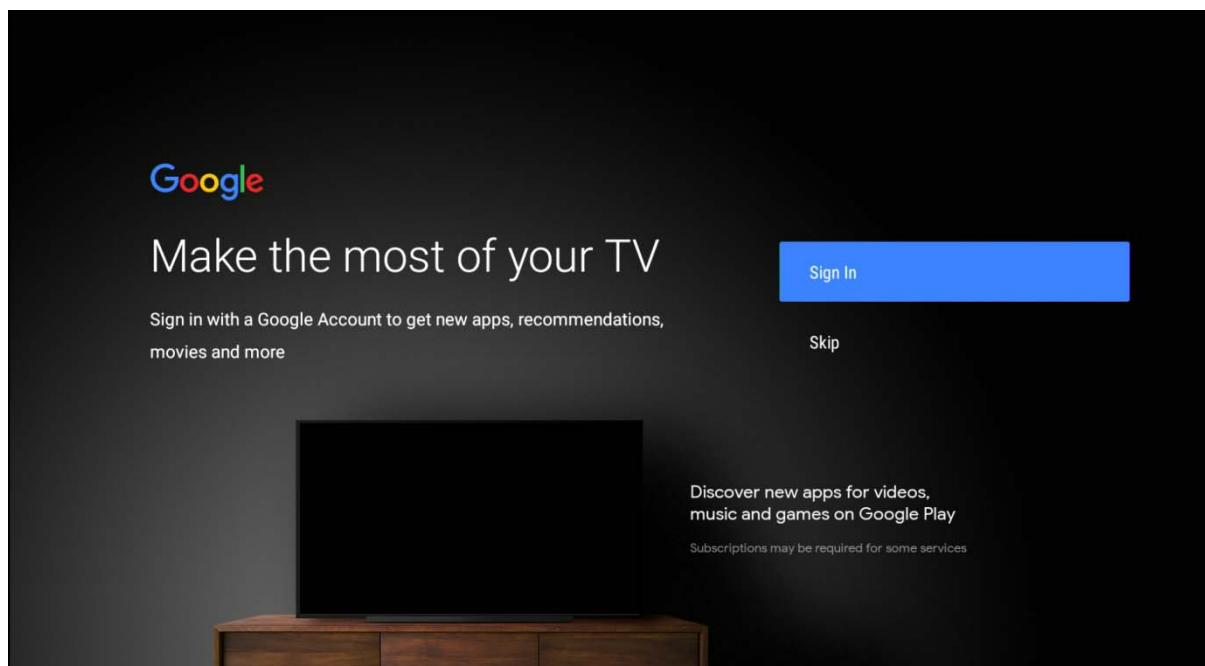 Google
Make the most of your TV
Sign in with a Google Account to get new apps, recommendations,
movies and more
Sign In
Skip
Discover new apps for videos,
music and games on Google Play
Subscriptions may be required for some services